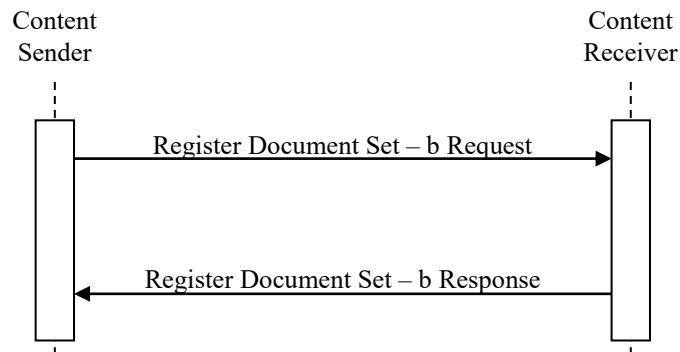 Content
Sender
Content
Receiver
Register Document Set – b Request
Register Document Set – b Response